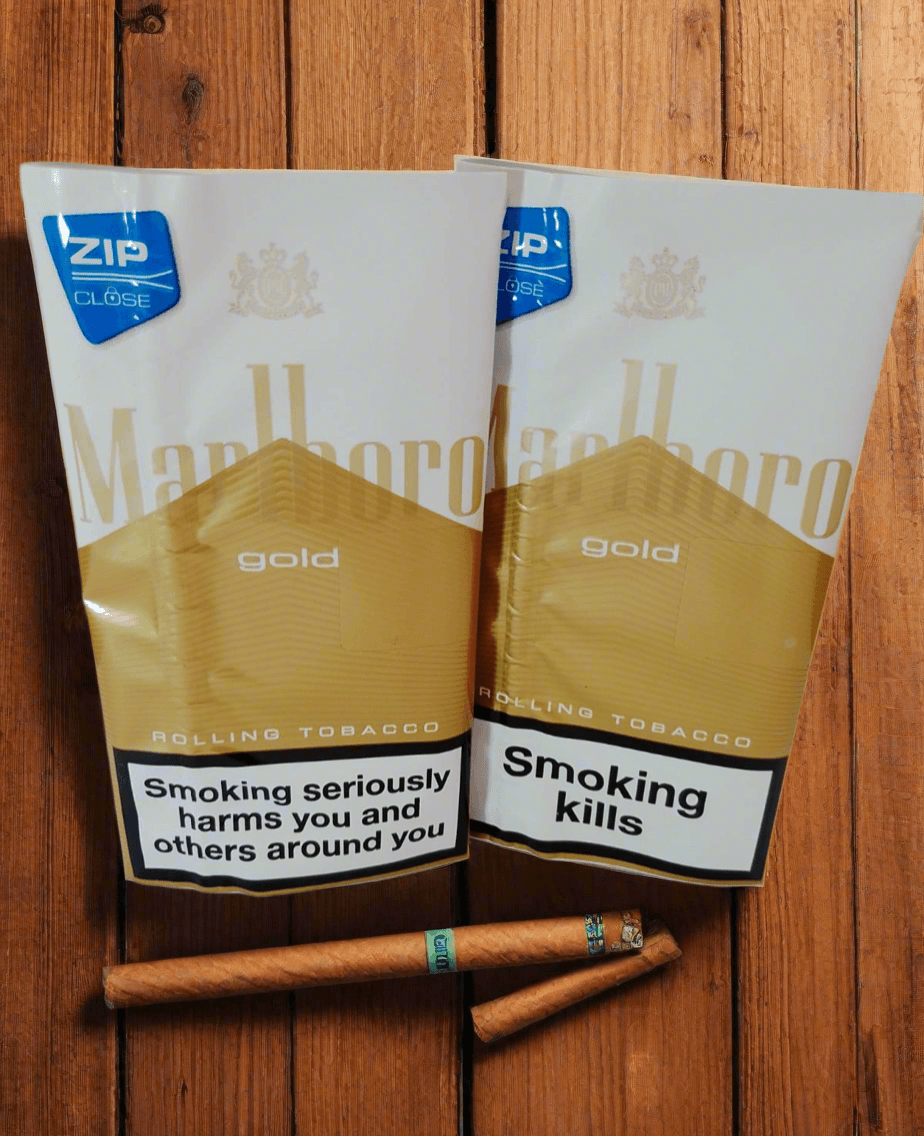 ZIP
CLOSE
Marlboro
gold
ROLLING TOBACCO
Smoking seriously
harms you and
others around you
ZIP
LOSE
Marlboro
gold
ROLLING TOBACCO
Smoking
kills